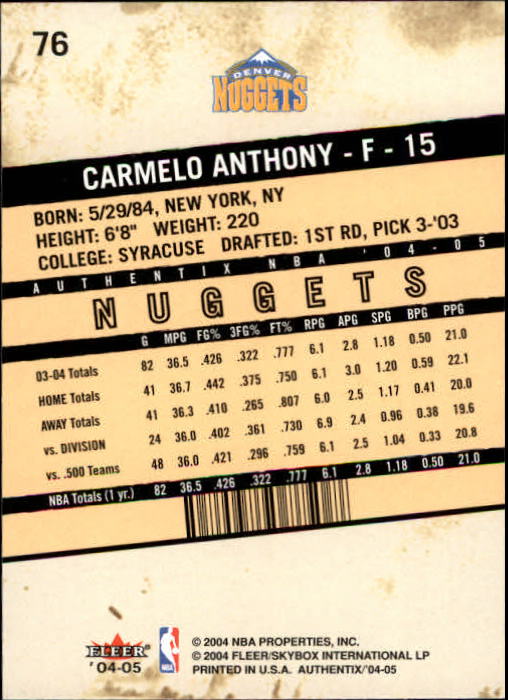 76
DENVER
NUGGETS
CARMELO ANTHONY - F - 15
BORN: 5/29/84, NEW YORK, NY
HEIGHT: 6'8" WEIGHT: 220
COLLEGE: SYRACUSE DRAFTED: 1ST RD, PICK 3-'03
AUTHENTIX NBA '04-05
NUGGETS
G MPG FG% 3FG% FT% RPG APG SPG BPG PPG
03-04 Totals 82 36.5 .426 .322 .777 6.1 2.8 1.18 0.50 21.0
HOME Totals 41 36.7 .442 .375 .750 6.1 3.0 1.20 0.59 22.1
AWAY Totals 41 36.3 .410 .265 .807 6.0 2.5 1.17 0.41 20.0
vs. DIVISION 24 36.0 .402 .361 .730 6.9 2.4 0.96 0.38 19.6
vs. .500 Teams 48 36.0 .421 .296 .759 6.1 2.5 1.04 0.33 20.8
NBA Totals (1 yr.) 82 36.5 .426 .322 .777 6.1 2.8 1.18 0.50 21.0
FLEER
'04-05
NBA
© 2004 NBA PROPERTIES, INC.
© 2004 FLEER/SKYBOX INTERNATIONAL LP
PRINTED IN U.S.A. AUTHENTIX/'04-05